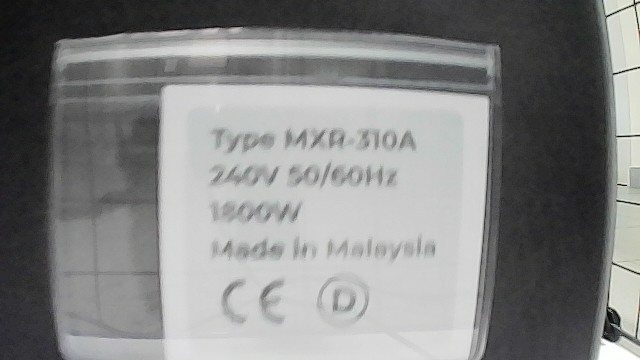 Type MXR-310A
240V 50/60Hz
1800W
Made in Malaysia
CE D